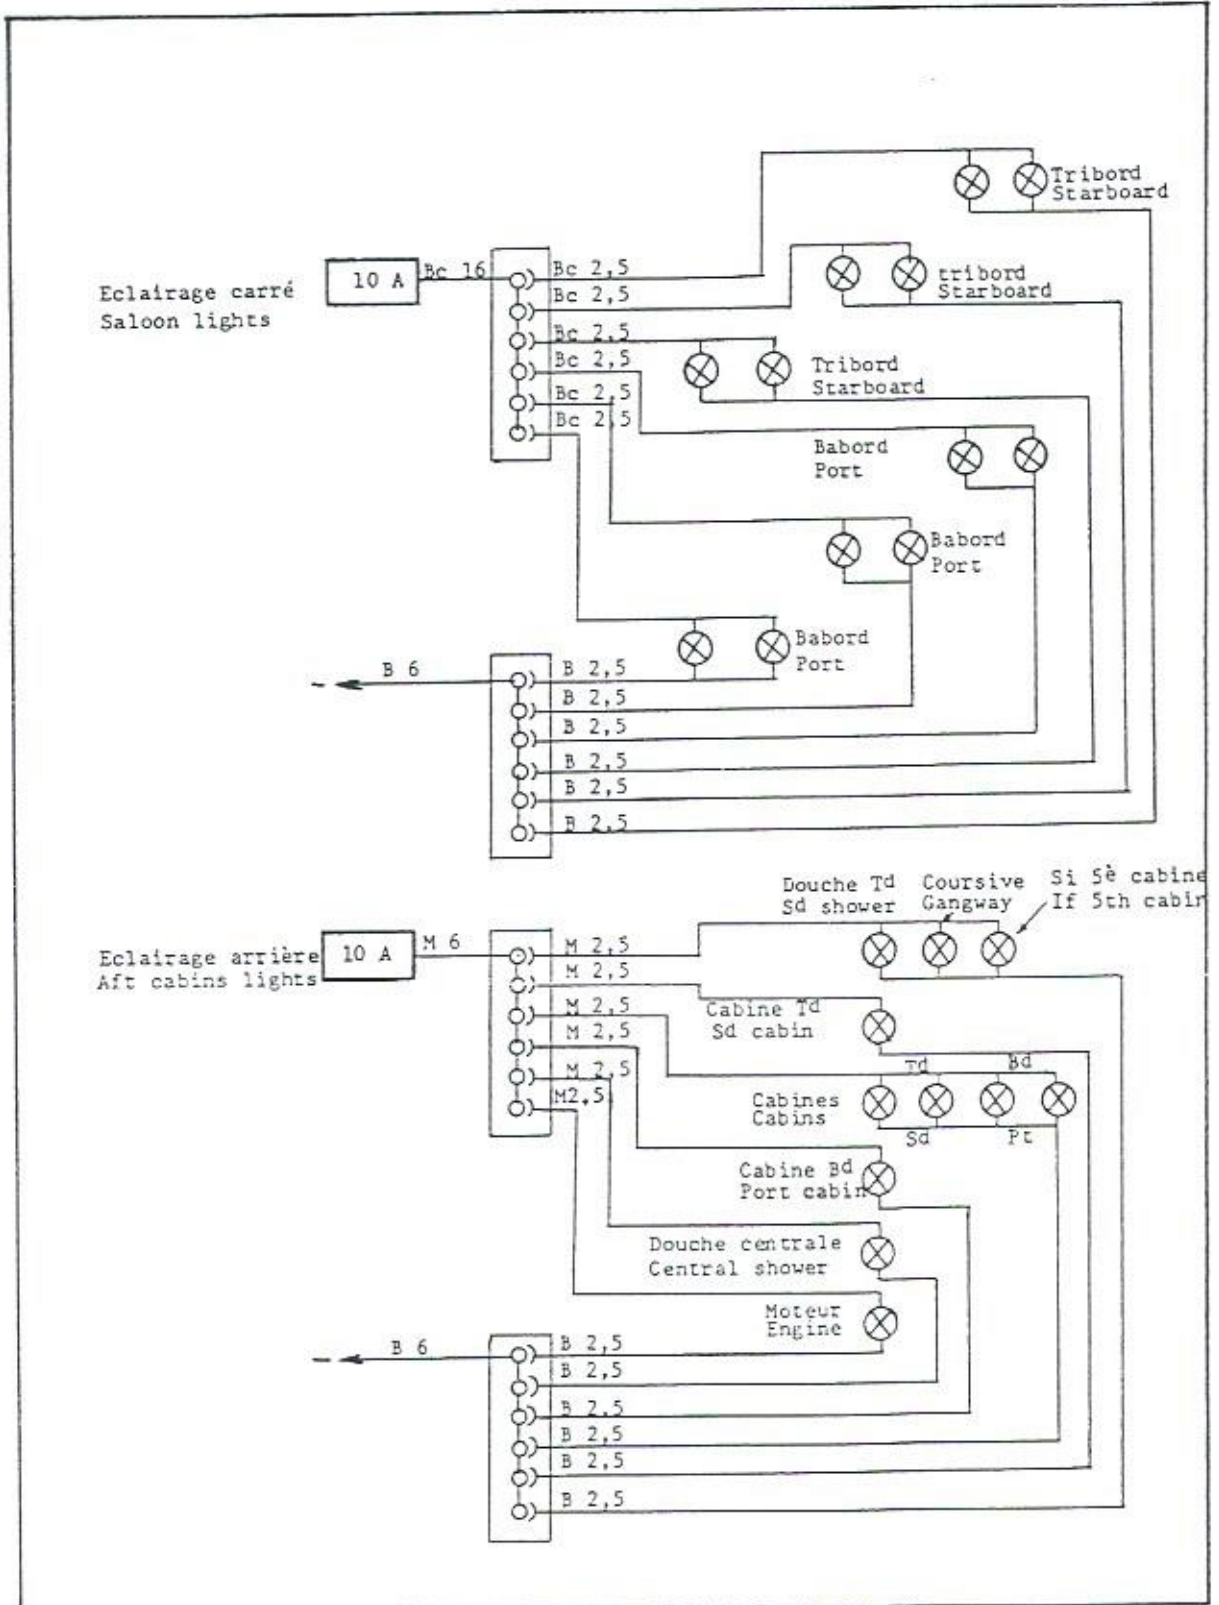 Tribord
Starboard
Eclairage carré
Saloon lights
10 A
Bc 16
Bc 2,5
Bc 2,5
Bc 2,5
Bc 2,5
Bc 2,5
Bc 2,5
tribord
Starboard
Tribord
Starboard
Babord
Port
Babord
Port
Babord
Port
B 6
-
B 2,5
B 2,5
B 2,5
B 2,5
B 2,5
B 2,5
Douche Td
Sd shower
Coursive
Gangway
Si 5è cabine
If 5th cabin
Eclairage arrière
Aft cabins lights
10 A
M 6
M 2,5
M 2,5
M 2,5
M 2,5
M 2,5
M2,5
Cabine Td
Sd cabin
Td
Bd
Cabines
Cabins
Sd
Pt
Cabine Bd
Port cabin
Douche centrale
Central shower
Moteur
Engine
B 6
-
B 2,5
B 2,5
B 2,5
B 2,5
B 2,5
B 2,5